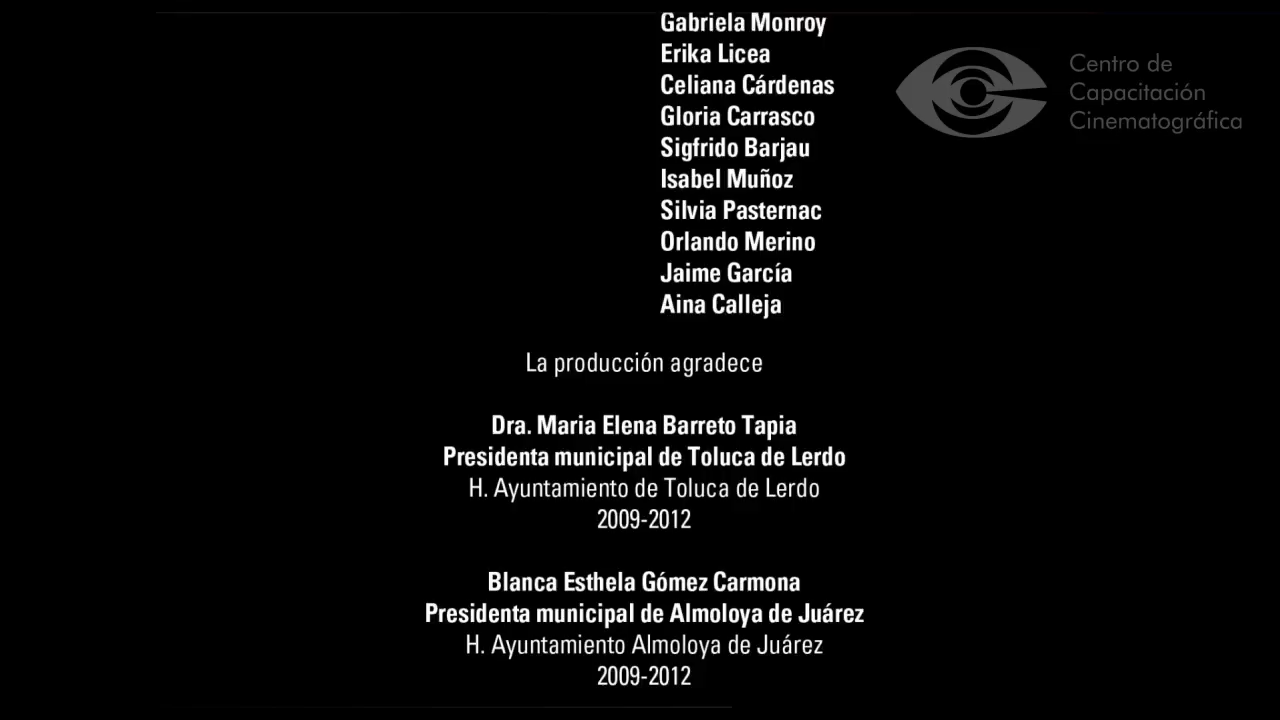 Gabriela Monroy
Erika Licea
Celiana Cárdenas
Gloria Carrasco
Sigfrido Barjau
Isabel Muñoz
Silvia Pasternac
Orlando Merino
Jaime García
Aina Calleja
Centro de
Capacitación
Cinematográfica
La producción agradece
Dra. Maria Elena Barreto Tapia
Presidenta municipal de Toluca de Lerdo
H. Ayuntamiento de Toluca de Lerdo
2009-2012
Blanca Esthela Gómez Carmona
Presidenta municipal de Almoloya de Juárez
H. Ayuntamiento Almoloya de Juárez
2009-2012